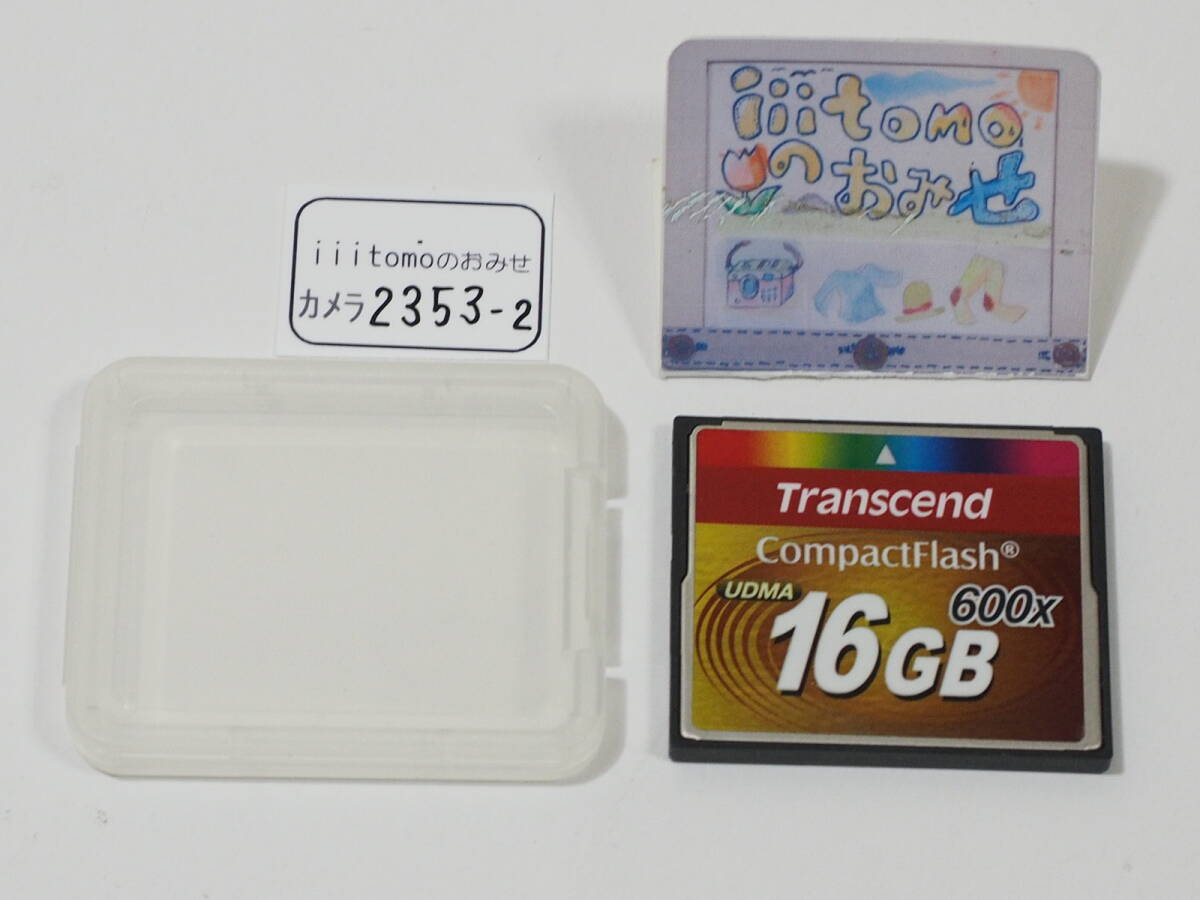 iiitomo
の おみせ
iiitomoのおみせ
カメラ2353-2
Transcend
CompactFlash®
UDMA
600x
16GB